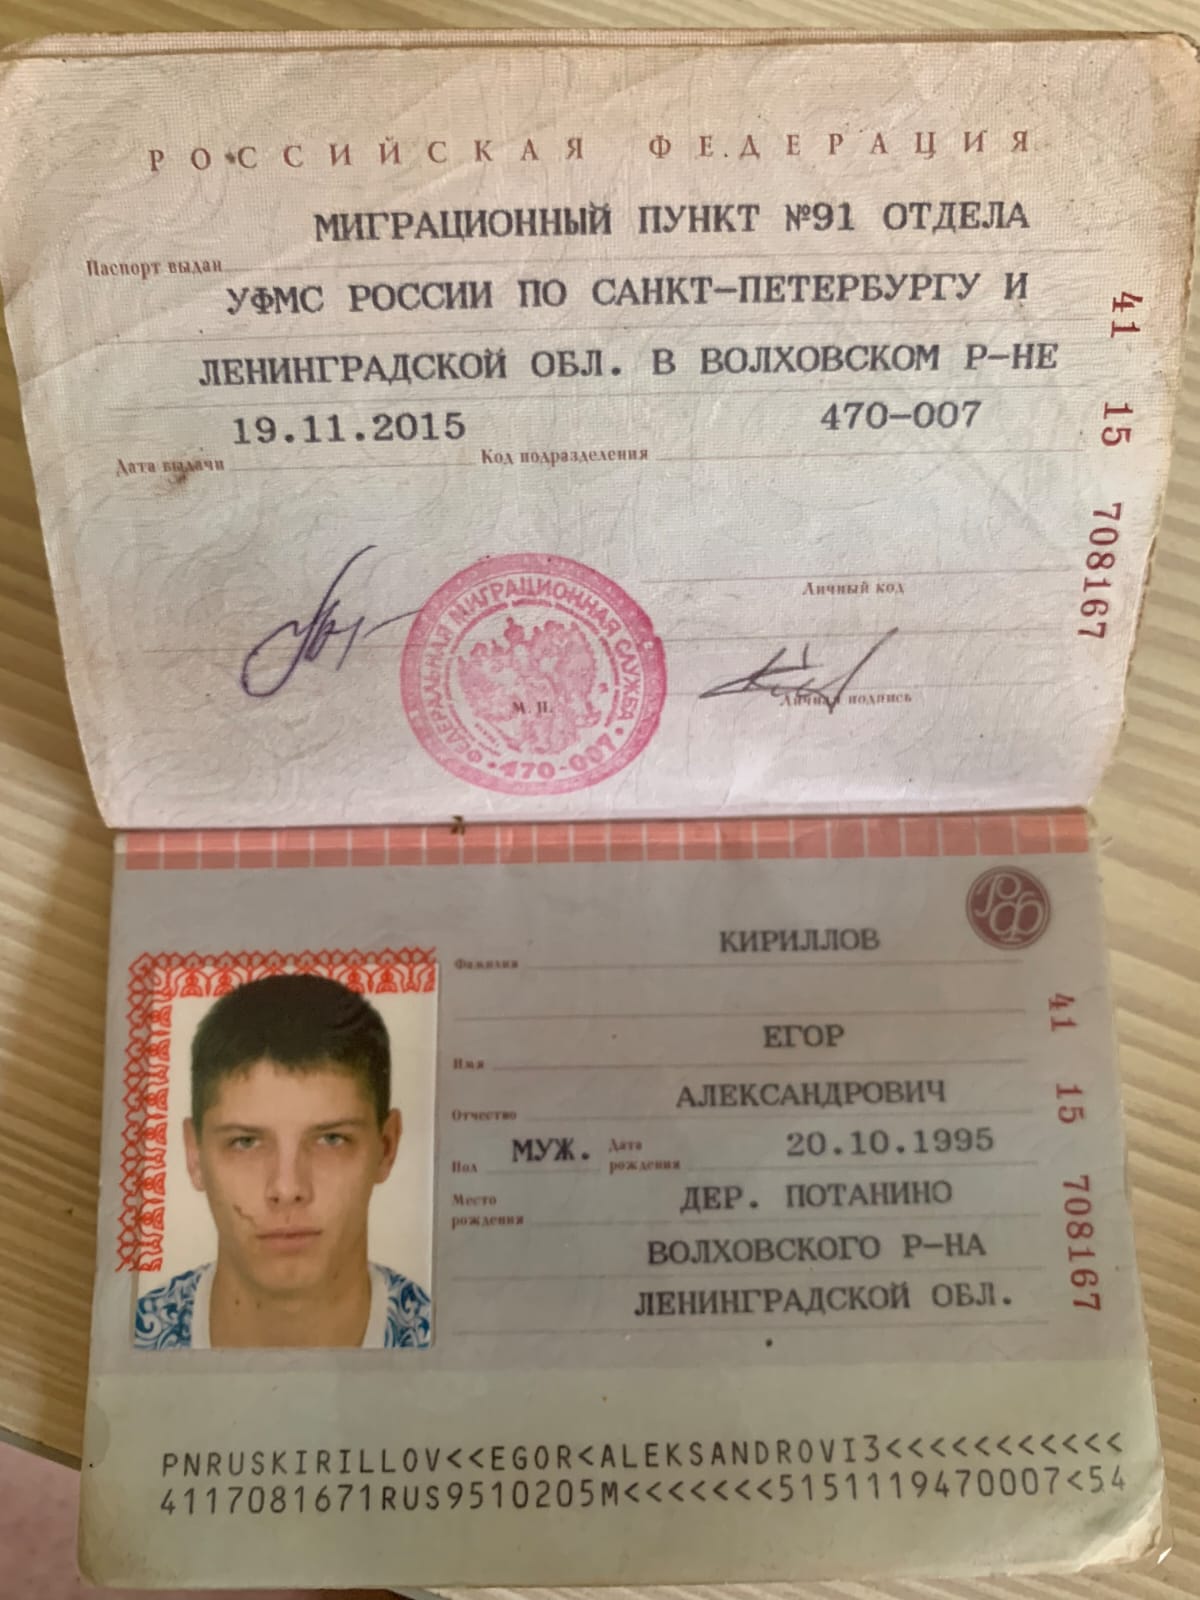 РОССИЙСКАЯ ФЕДЕРАЦИЯ
Паспорт выдан МИГРАЦИОННЫЙ ПУНКТ №91 ОТДЕЛА
УФМС РОССИИ ПО САНКТ-ПЕТЕРБУРГУ И
ЛЕНИНГРАДСКОЙ ОБЛ. В ВОЛХОВСКОМ Р-НЕ
Дата выдачи 19.11.2015 Код подразделения 470-007
41 15 708167
Личный код
ФЕДЕРАЛЬНАЯ МИГРАЦИОННАЯ СЛУЖБА
М. П.
470-007
Личная подпись
РФ
Фамилия КИРИЛЛОВ
Имя ЕГОР
Отчество АЛЕКСАНДРОВИЧ
Пол МУЖ. Дата рождения 20.10.1995
Место рождения ДЕР. ПОТАНИНО
ВОЛХОВСКОГО Р-НА
ЛЕНИНГРАДСКОЙ ОБЛ.
41 15 708167
PNRUSKIRILLOV<<EGOR<ALEKSANDROVI3<<<<<<<<<<<
4117081671RUS9510205M<<<<<<<5151119470007<54